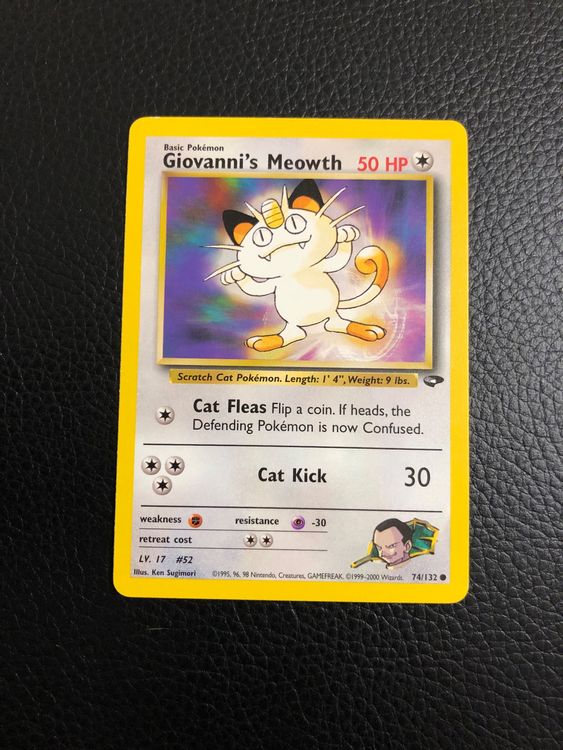 Basic Pokémon
Giovanni's Meowth 50 HP
Scratch Cat Pokémon. Length: 1' 4", Weight: 9 lbs.
Cat Fleas Flip a coin. If heads, the
Defending Pokémon is now Confused.
Cat Kick 30
weakness resistance -30
retreat cost
LV. 17 #52
Illus. Ken Sugimori ©1995, 96, 98 Nintendo, Creatures, GAMEFREAK. ©1999-2000 Wizards. 74/132